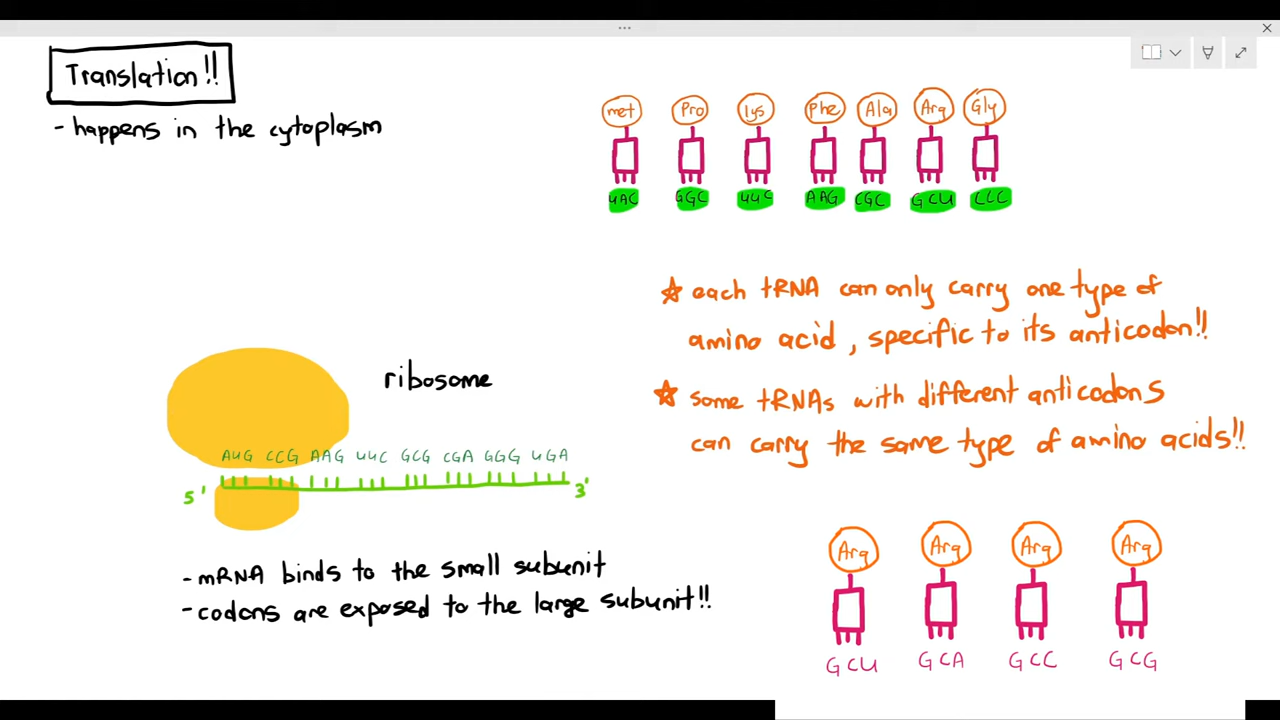 Translation!!
- happens in the cytoplasm
met Pro lys Phe Ala Arg Gly
UAC GGC UUC AAG CGC GCU CCC
☆ each tRNA can only carry one type of
amino acid, specific to its anticodon!!
☆ some tRNAs with different anticodons
can carry the same type of amino acids!!
ribosome
AUG CCG AAG UUC GCG CGA GGG UGA
5' 3'
- mRNA binds to the small subunit
- codons are exposed to the large subunit!!
Arg Arg Arg Arg
GCU GCA GCC GCG